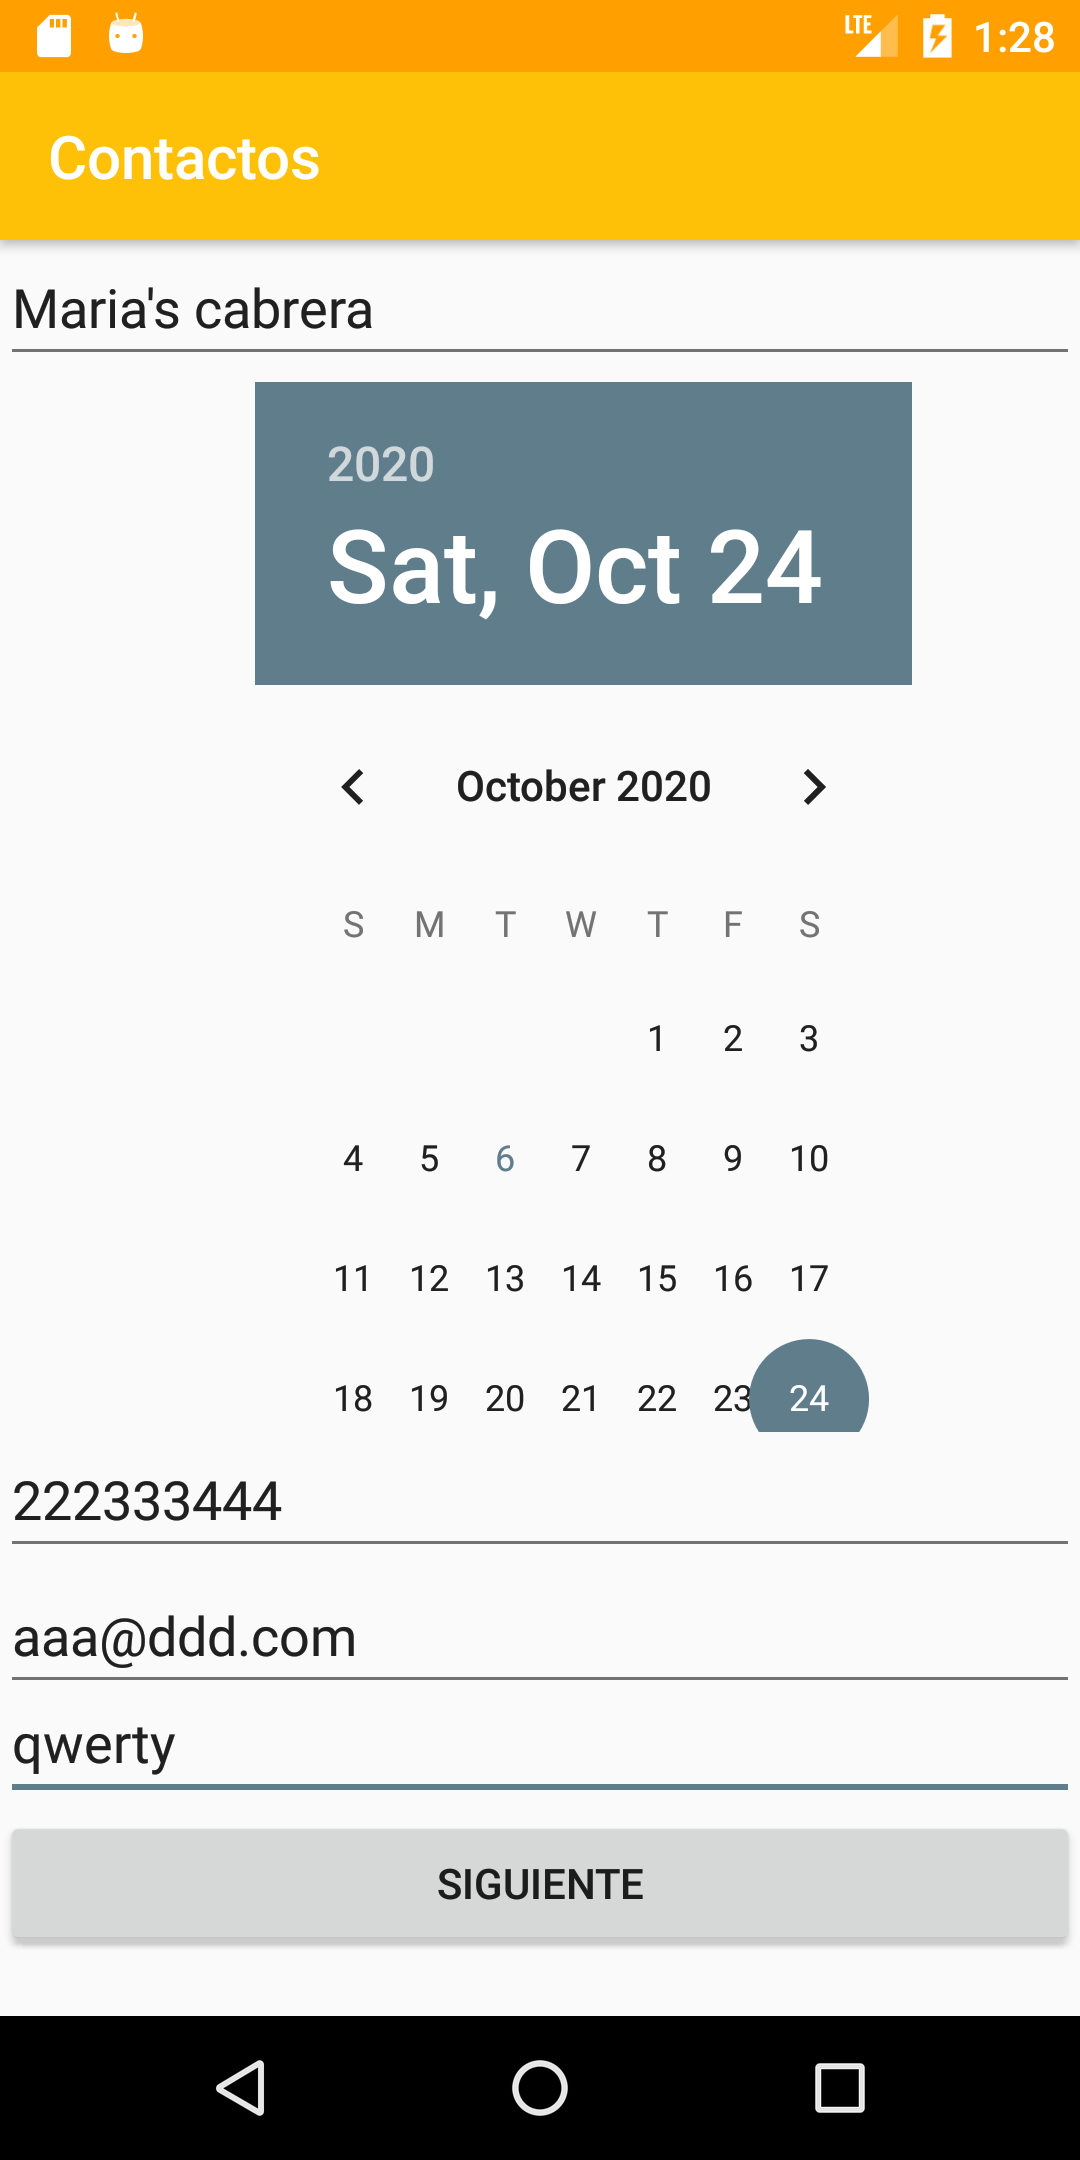 LTE 1:28
Contactos
Maria's cabrera
2020
Sat, Oct 24
October 2020
S M T W T F S
1 2 3
4 5 6 7 8 9 10
11 12 13 14 15 16 17
18 19 20 21 22 23 24
222333444
aaa@ddd.com
qwerty
SIGUIENTE